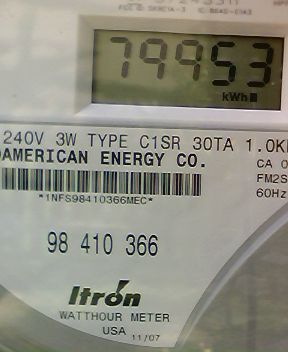 79953
kWh
240V 3W TYPE C1SR 30TA 1.0K
AMERICAN ENERGY CO.
CA 0
FM2S
60Hz
*1NFS98410366MEC*
98 410 366
Itron
WATTHOUR METER
USA 11/07